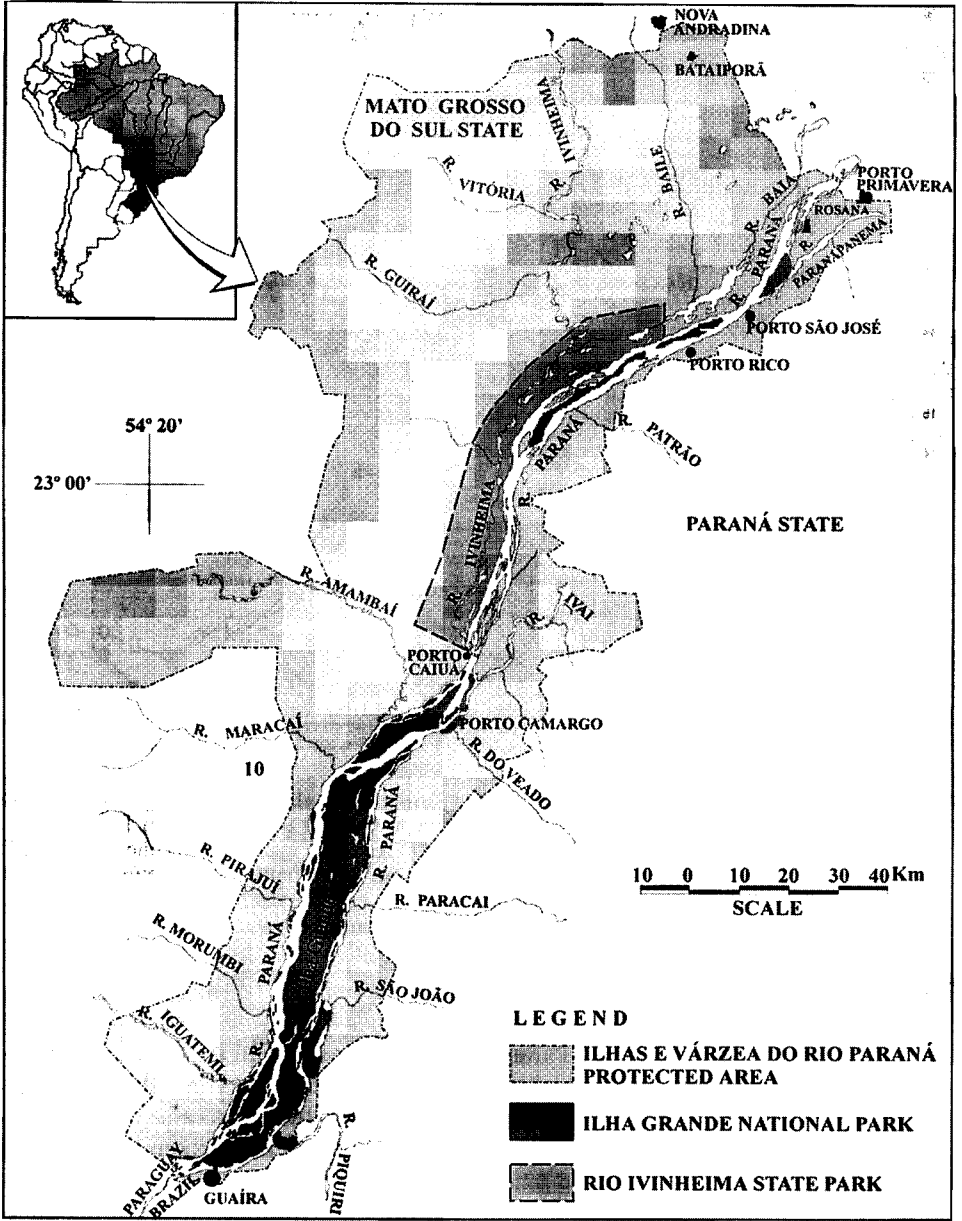 NOVA
ANDRADINA
BATAIPORÃ
MATO GROSSO
DO SUL STATE
R. IVINHEIMA
R. BAILE
R. VITÓRIA
R. BAIA
PORTO
PRIMAVERA
ROSANA
R. PARANÁ
R. PARANAPANEMA
R. GUIRAÍ
PORTO SÃO JOSÉ
PORTO RICO
54º 20'
23º 00'
R. PARANÁ
R. PATRÃO
PARANÁ STATE
R. IVINHEIMA
R. AMAMBAÍ
R. IVAI
PORTO
CAIUÁ
PORTO CAMARGO
R. MARACAÍ
10
R. DO VEADO
R. PARANÁ
R. PIRAJUÍ
R. PARACAI
10 0 10 20 30 40 Km
SCALE
R. MORUMBI
R. PARANÁ
R. SÃO JOÃO
R. IGUATEMI
LEGEND
ILHAS E VÁRZEA DO RIO PARANÁ
PROTECTED AREA
ILHA GRANDE NATIONAL PARK
RIO IVINHEIMA STATE PARK
R. PIQUIRI
PARAGUAY
BRAZIL
GUAÍRA